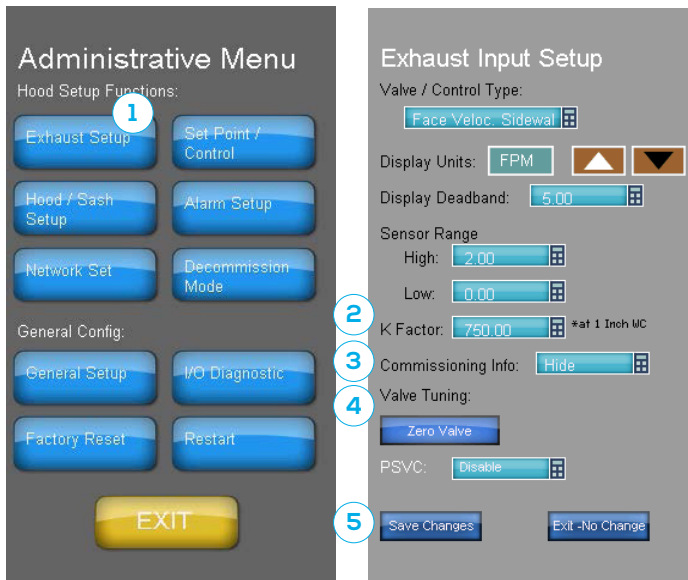 Administrative Menu
Hood Setup Functions:
1
Exhaust Setup
Set Point /
Control
Hood / Sash
Setup
Alarm Setup
Network Set
Decommission
Mode
General Config:
General Setup
I/O Diagnostic
Factory Reset
Restart
EXIT
Exhaust Input Setup
Valve / Control Type:
Face Veloc. Sidewal
Display Units: FPM
Display Deadband: 5.00
Sensor Range
High: 2.00
Low: 0.00
2
K Factor: 750.00 *at 1 Inch WC
3
Commissioning Info: Hide
4
Valve Tuning:
Zero Valve
PSVC: Disable
5
Save Changes
Exit -No Change